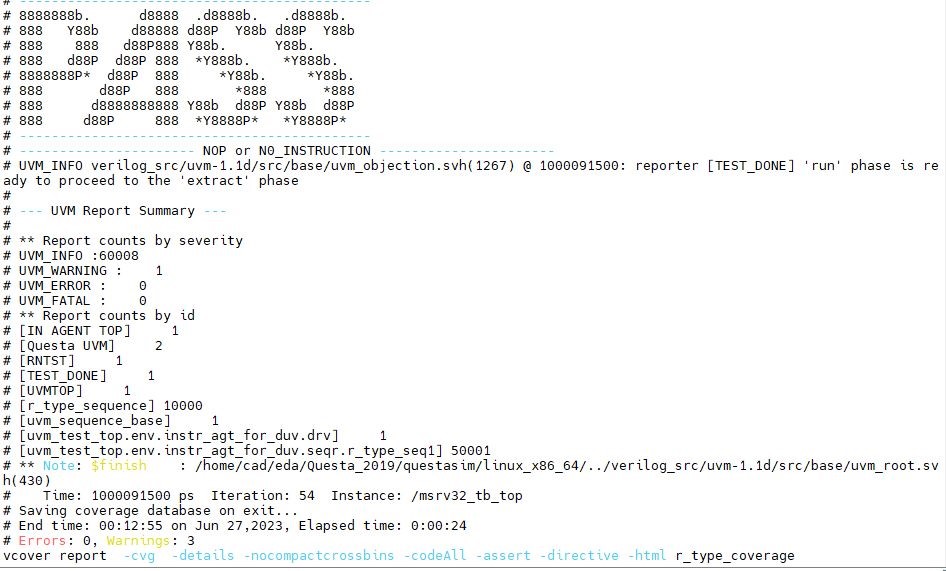 # --------------------------------------------
# 8888888b.       d8888  .d8888b.   .d8888b.
# 888   Y88b     d88888 d88P  Y88b d88P  Y88b
# 888    888    d88P888 Y88b.      Y88b.
# 888   d88P   d88P 888  *Y888b.    *Y888b.
# 8888888P*   d88P  888     *Y88b.     *Y88b.
# 888        d88P   888       *888       *888
# 888       d8888888888 Y88b  d88P Y88b  d88P
# 888      d88P     888  *Y8888P*   *Y8888P*
# --------------------------------------------
# ---------------------- NOP or N0_INSTRUCTION ----------------------
# UVM_INFO verilog_src/uvm-1.1d/src/base/uvm_objection.svh(1267) @ 1000091500: reporter [TEST_DONE] 'run' phase is re
ady to proceed to the 'extract' phase
#
# --- UVM Report Summary ---
#
# ** Report counts by severity
# UVM_INFO :60008
# UVM_WARNING :    1
# UVM_ERROR :    0
# UVM_FATAL :    0
# ** Report counts by id
# [IN AGENT TOP]     1
# [Questa UVM]     2
# [RNTST]     1
# [TEST_DONE]     1
# [UVMTOP]     1
# [r_type_sequence] 10000
# [uvm_sequence_base]     1
# [uvm_test_top.env.instr_agt_for_duv.drv]     1
# [uvm_test_top.env.instr_agt_for_duv.seqr.r_type_seq1] 50001
# ** Note: $finish    : /home/cad/eda/Questa_2019/questasim/linux_x86_64/../verilog_src/uvm-1.1d/src/base/uvm_root.sv
h(430)
#    Time: 1000091500 ps  Iteration: 54  Instance: /msrv32_tb_top
# Saving coverage database on exit...
# End time: 00:12:55 on Jun 27,2023, Elapsed time: 0:00:24
# Errors: 0, Warnings: 3
vcover report  -cvg  -details -nocompactcrossbins -codeAll -assert -directive -html r_type_coverage